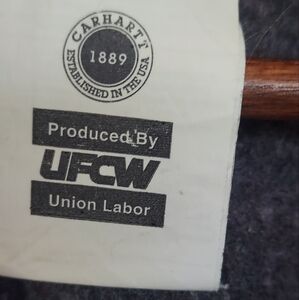 CARHARTT
1889
ESTABLISHED IN THE USA
Produced By
UFCW
Union Labor